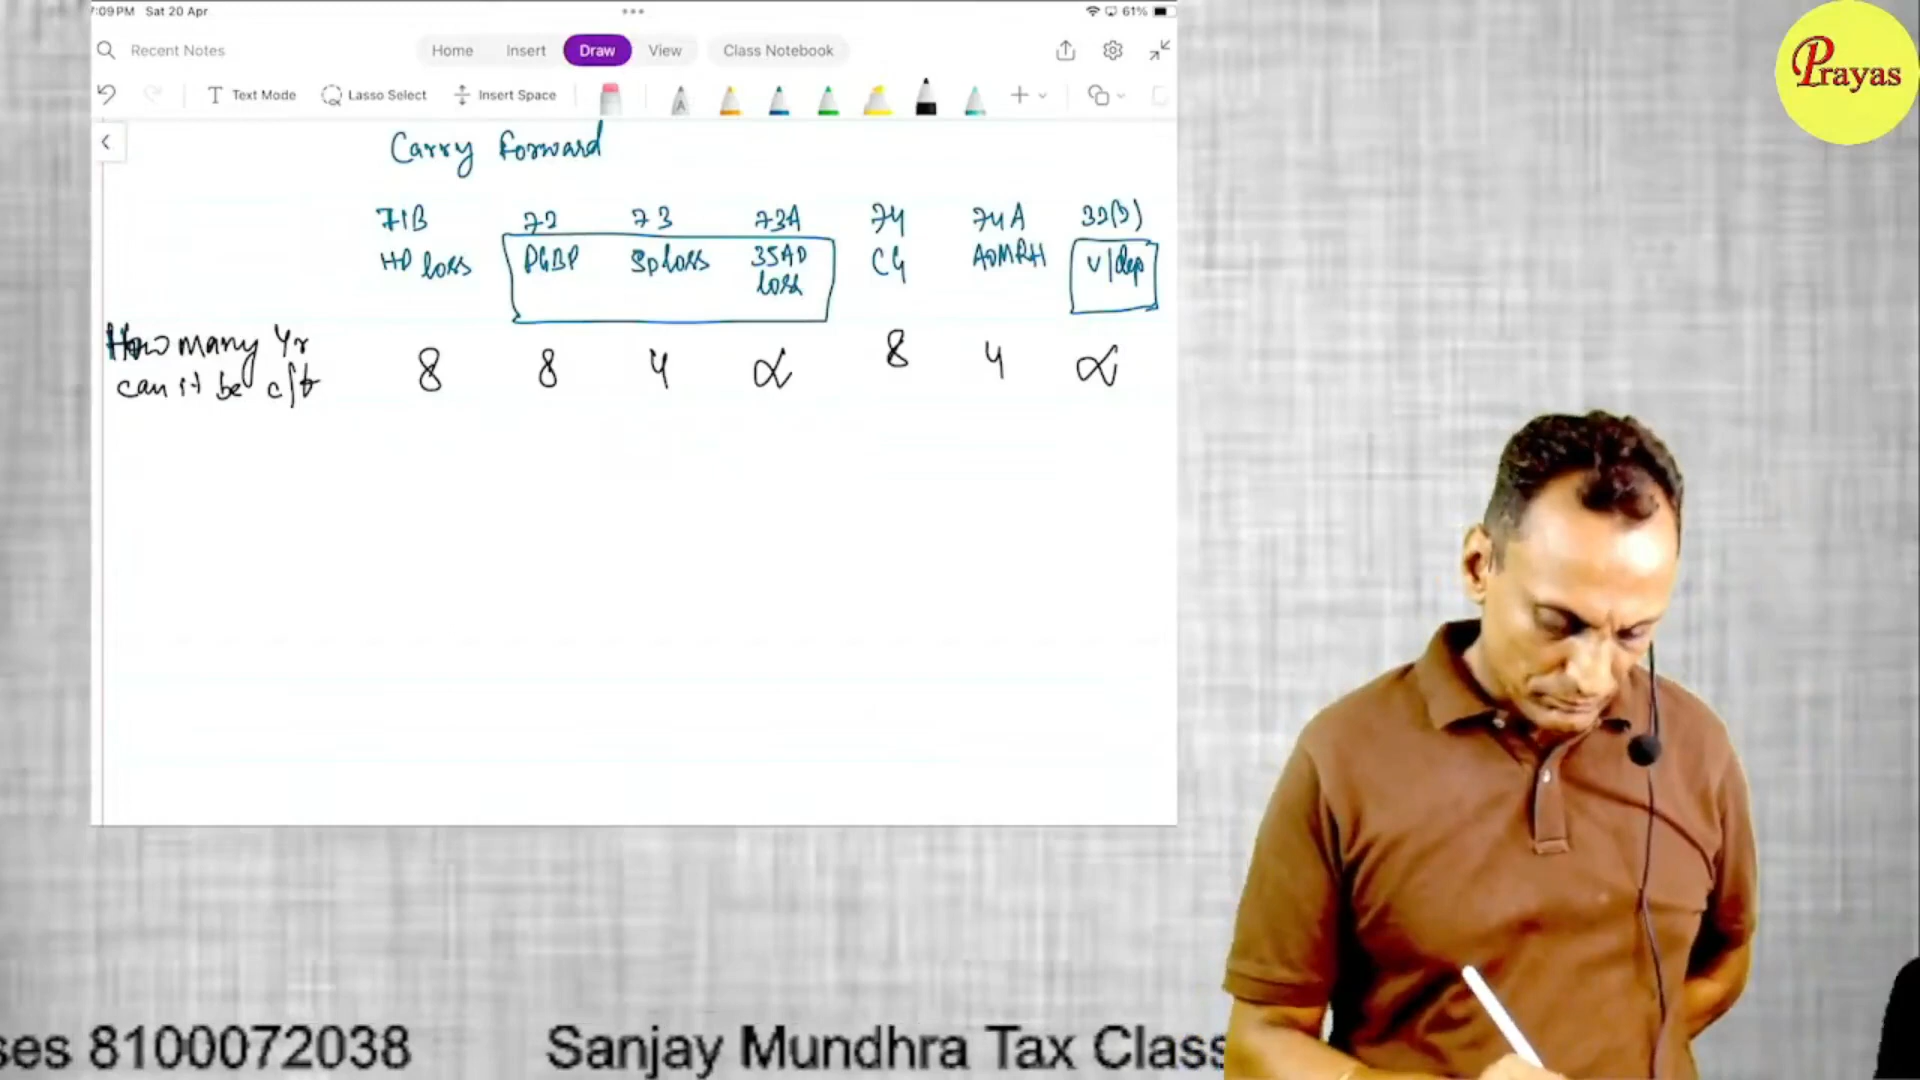 7:09 PM Sat 20 Apr
61%
Prayas
Recent Notes
Home Insert Draw View Class Notebook
T Text Mode Lasso Select Insert Space
A
Carry Forward
71B 72 73 73A 74 74A 32(2)
HP loss PGBP SP loss 35AD CG AOMRH U/dep
loss
How many Yr
can it be c/f
8 8 4 ∝ 8 4 ∝
ses 8100072038 Sanjay Mundhra Tax Class